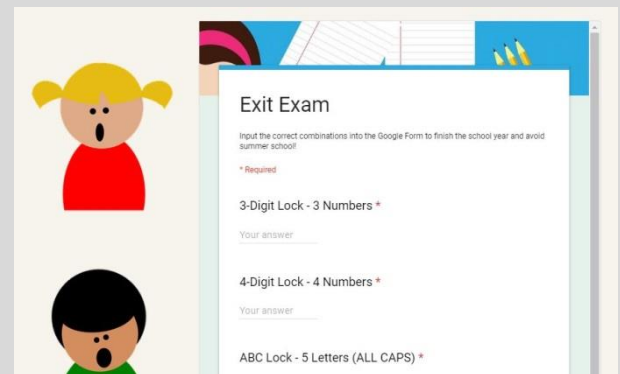 Exit Exam
Input the correct combinations into the Google Form to finish the school year and avoid
summer school!
* Required
3-Digit Lock - 3 Numbers *
Your answer
4-Digit Lock - 4 Numbers *
Your answer
ABC Lock - 5 Letters (ALL CAPS) *